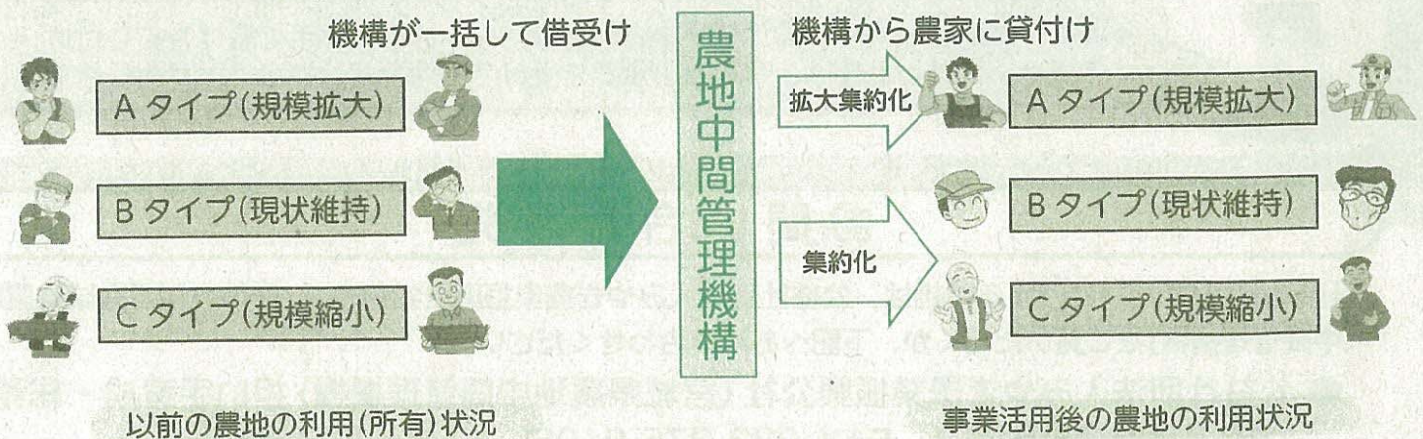 機構が一括して借受け
機構から農家に貸付け
Aタイプ(規模拡大)
Bタイプ(現状維持)
Cタイプ(規模縮小)
農地中間管理機構
拡大集約化
集約化
Aタイプ(規模拡大)
Bタイプ(現状維持)
Cタイプ(規模縮小)
以前の農地の利用(所有)状況
事業活用後の農地の利用状況